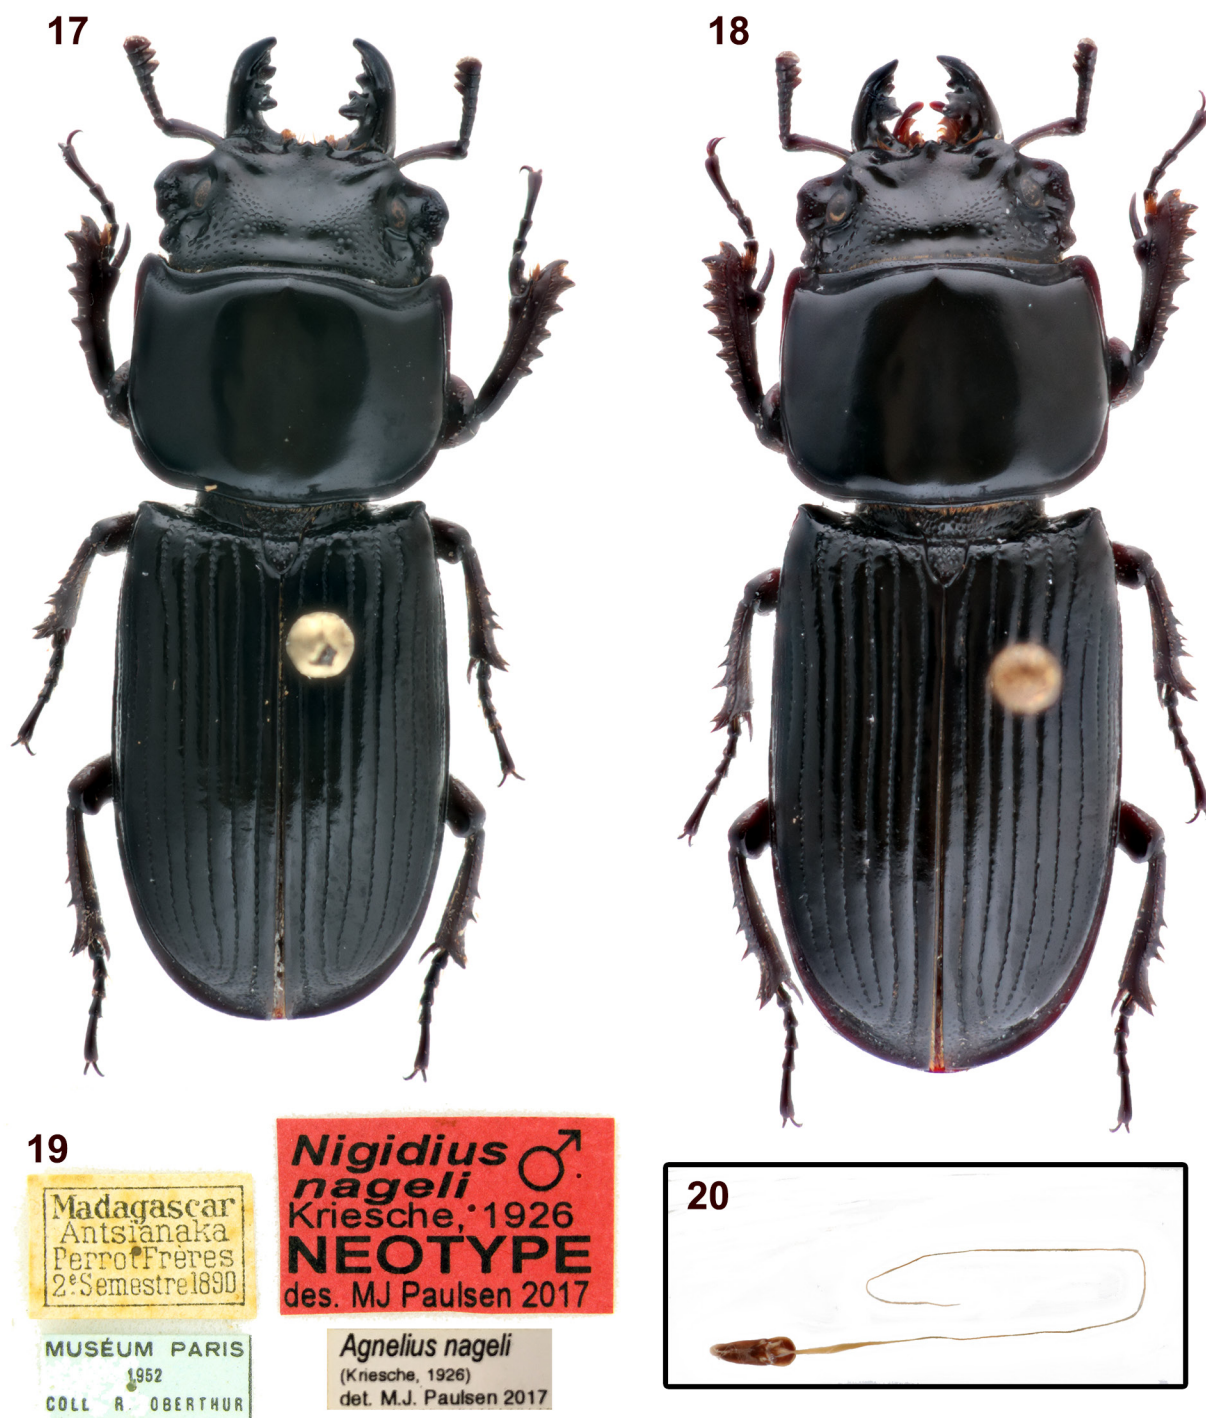 17
18
19
Madagascar
Antsianaka
Perrot Frères
2e Semestre 1890
MUSÉUM PARIS
1952
COLL R. OBERTHUR
Nigidius ♂
nageli
Kriesche, 1926
NEOTYPE
des. MJ Paulsen 2017
Agnelius nageli
(Kriesche, 1926)
det. M.J. Paulsen 2017
20